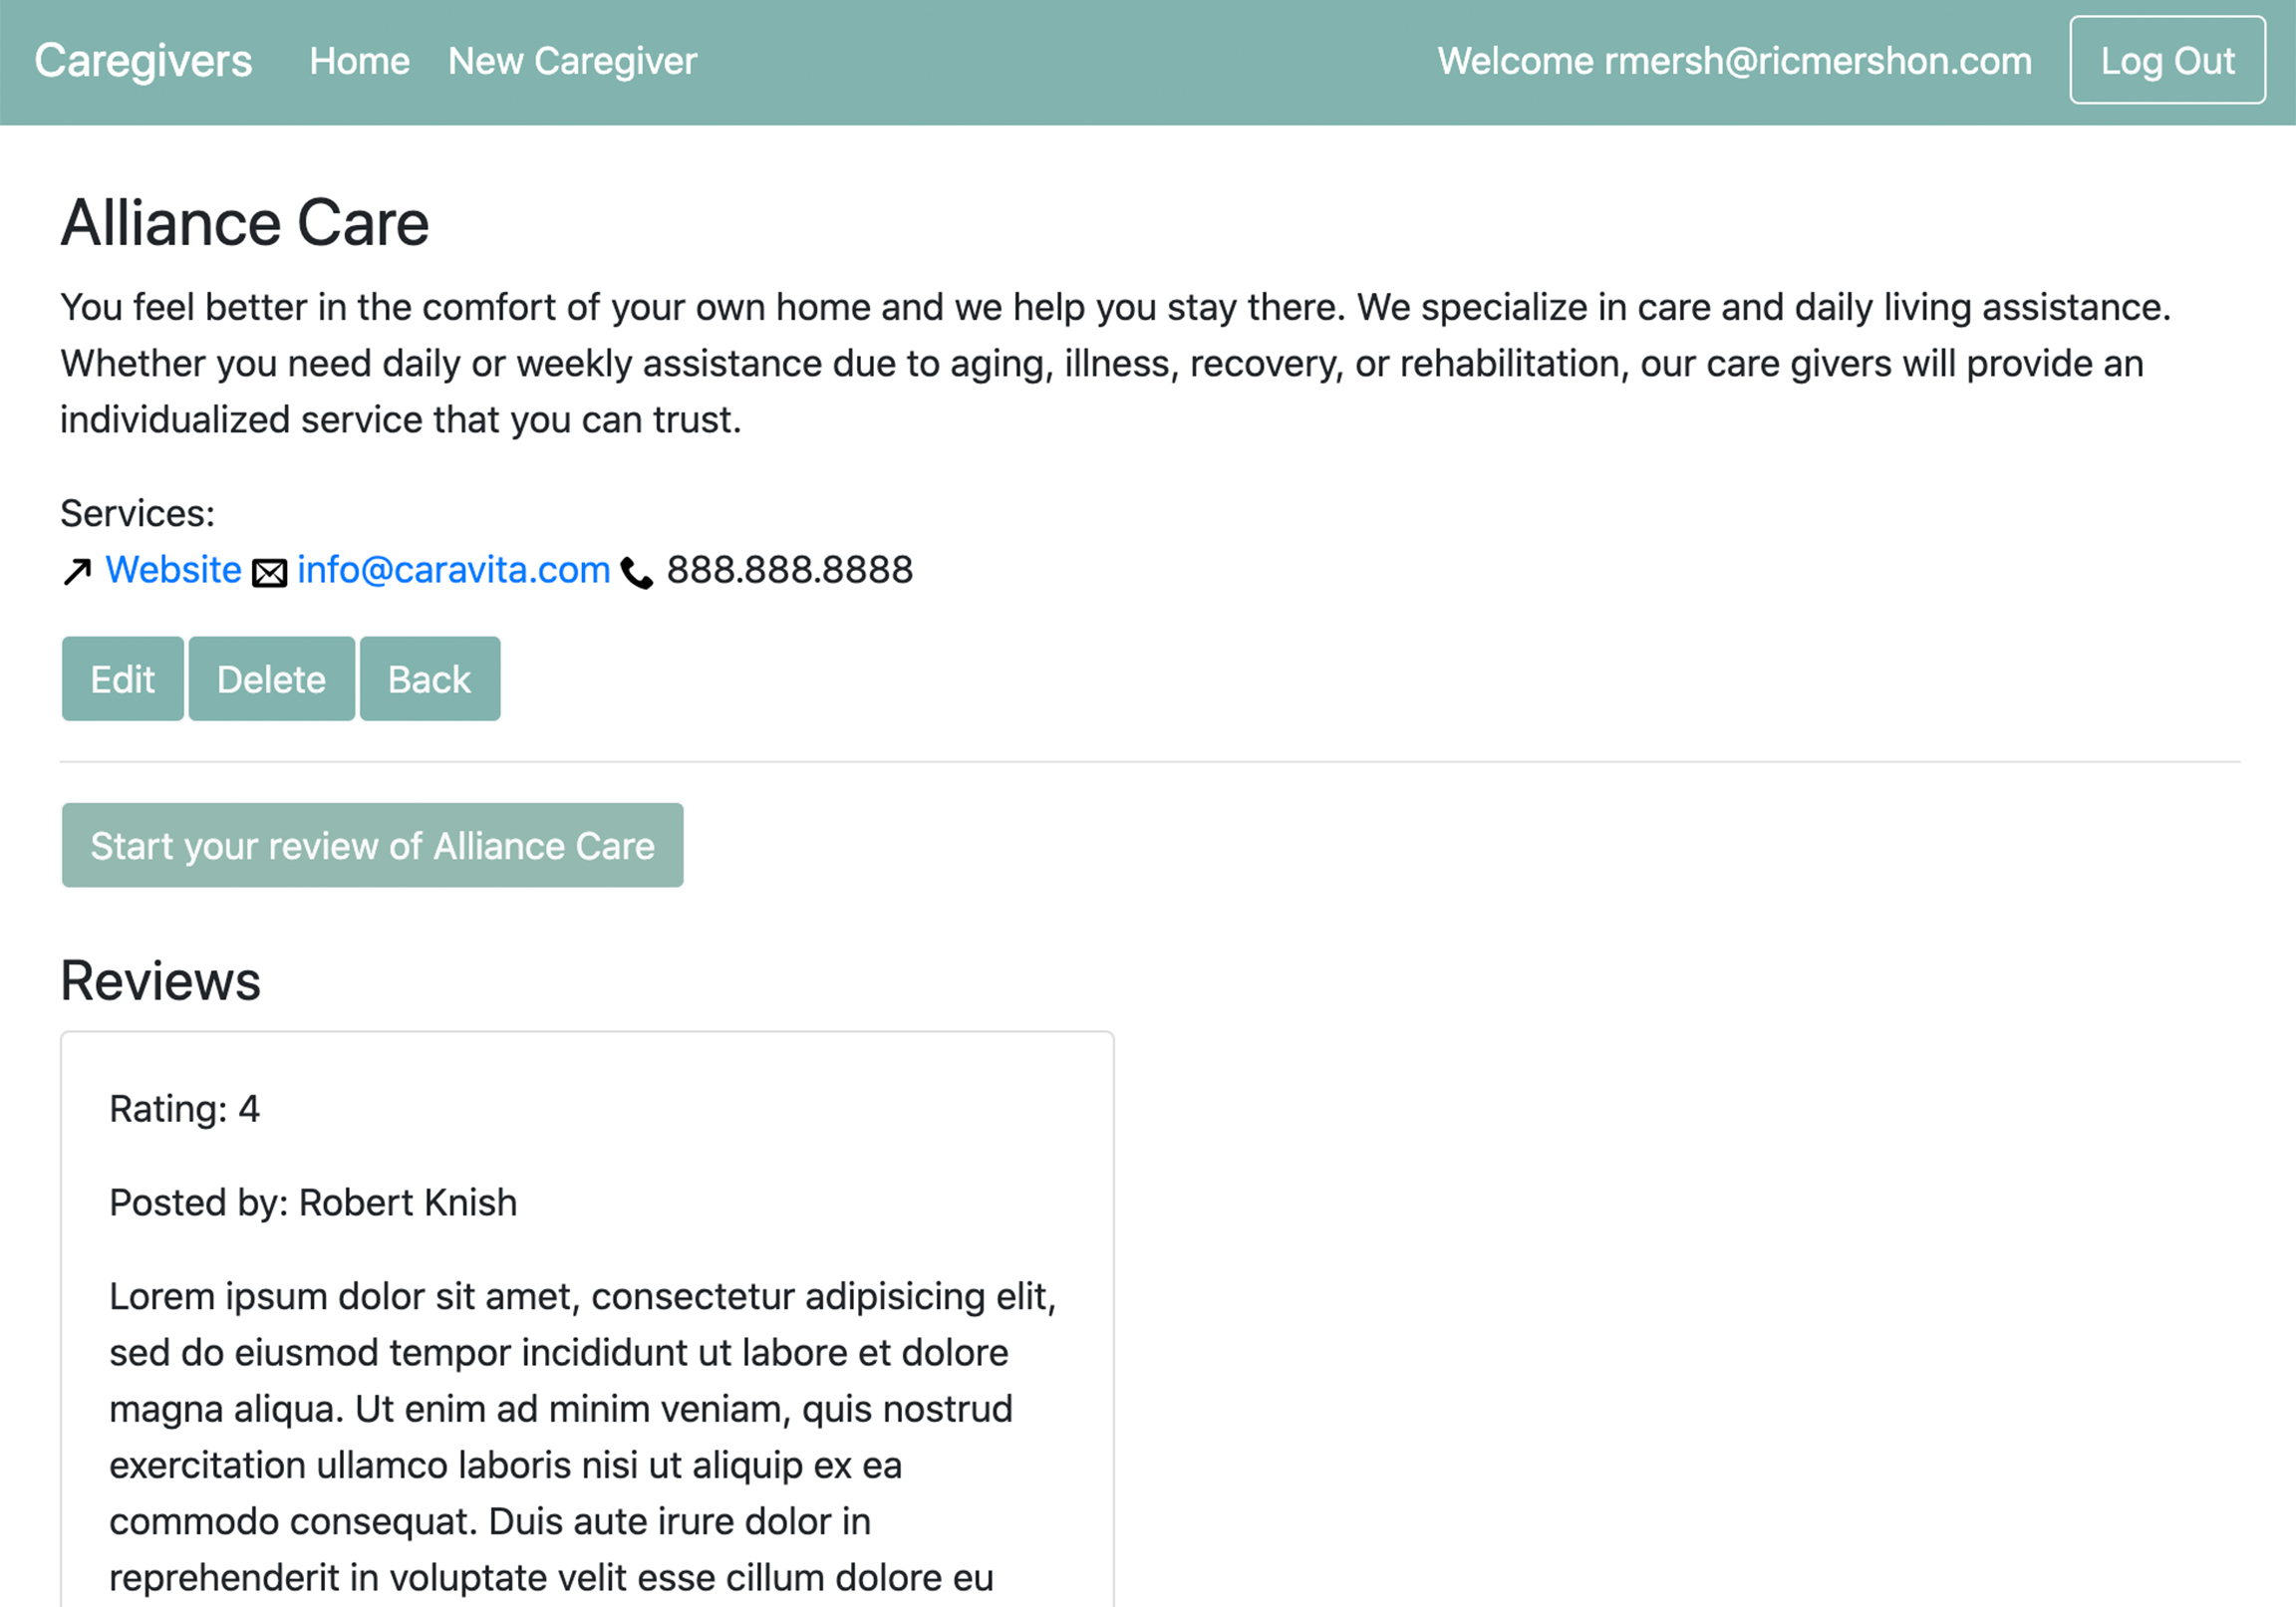 Caregivers Home New Caregiver Welcome rmersh@ricmershon.com Log Out
Alliance Care
You feel better in the comfort of your own home and we help you stay there. We specialize in care and daily living assistance.
Whether you need daily or weekly assistance due to aging, illness, recovery, or rehabilitation, our care givers will provide an
individualized service that you can trust.
Services:
Website info@caravita.com 888.888.8888
Edit Delete Back
Start your review of Alliance Care
Reviews
Rating: 4
Posted by: Robert Knish
Lorem ipsum dolor sit amet, consectetur adipisicing elit,
sed do eiusmod tempor incididunt ut labore et dolore
magna aliqua. Ut enim ad minim veniam, quis nostrud
exercitation ullamco laboris nisi ut aliquip ex ea
commodo consequat. Duis aute irure dolor in
reprehenderit in voluptate velit esse cillum dolore eu